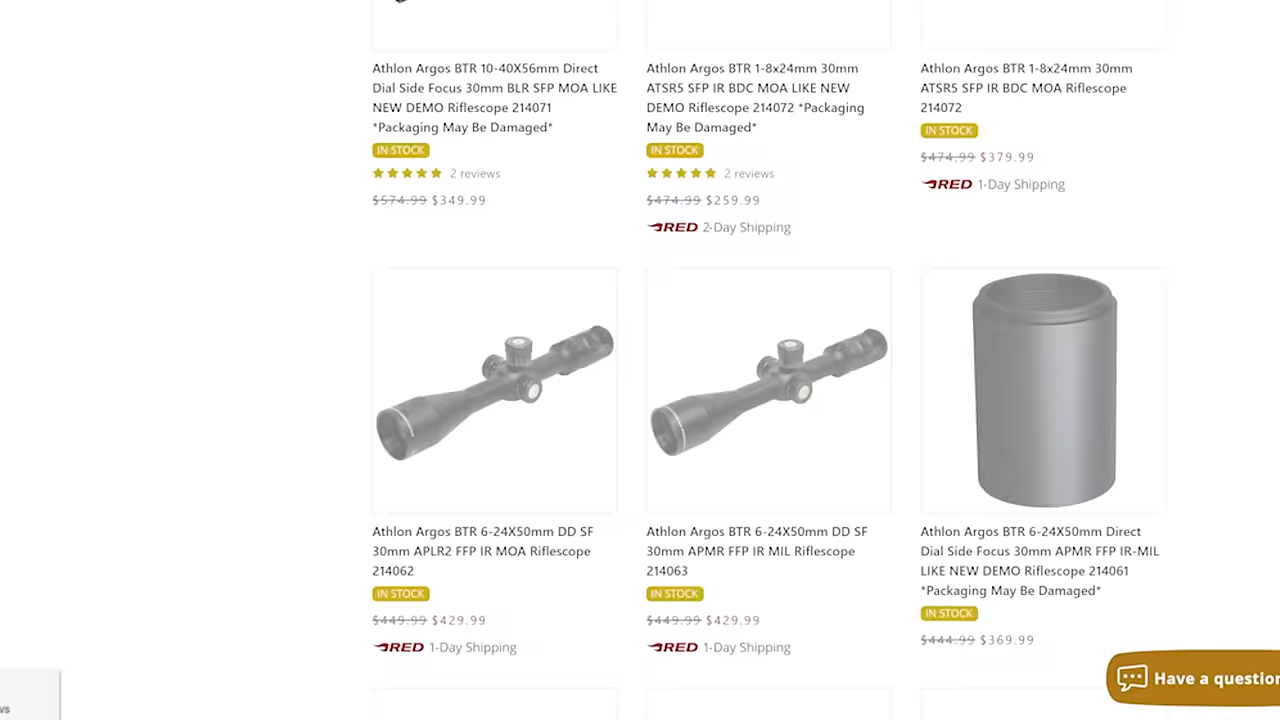 Athlon Argos BTR 10-40X56mm Direct
Dial Side Focus 30mm BLR SFP MOA LIKE
NEW DEMO Riflescope 214071
*Packaging May Be Damaged*
IN STOCK
2 reviews
$574.99 $349.99
Athlon Argos BTR 1-8x24mm 30mm
ATSR5 SFP IR BDC MOA LIKE NEW
DEMO Riflescope 214072 *Packaging
May Be Damaged*
IN STOCK
2 reviews
$474.99 $259.99
RED 2-Day Shipping
Athlon Argos BTR 1-8x24mm 30mm
ATSR5 SFP IR BDC MOA Riflescope
214072
IN STOCK
$474.99 $379.99
RED 1-Day Shipping
Athlon Argos BTR 6-24X50mm DD SF
30mm APLR2 FFP IR MOA Riflescope
214062
IN STOCK
$449.99 $429.99
RED 1-Day Shipping
Athlon Argos BTR 6-24X50mm DD SF
30mm APMR FFP IR MIL Riflescope
214063
IN STOCK
$449.99 $429.99
RED 1-Day Shipping
Athlon Argos BTR 6-24X50mm Direct
Dial Side Focus 30mm APMR FFP IR-MIL
LIKE NEW DEMO Riflescope 214061
*Packaging May Be Damaged*
IN STOCK
$444.99 $369.99
Have a question